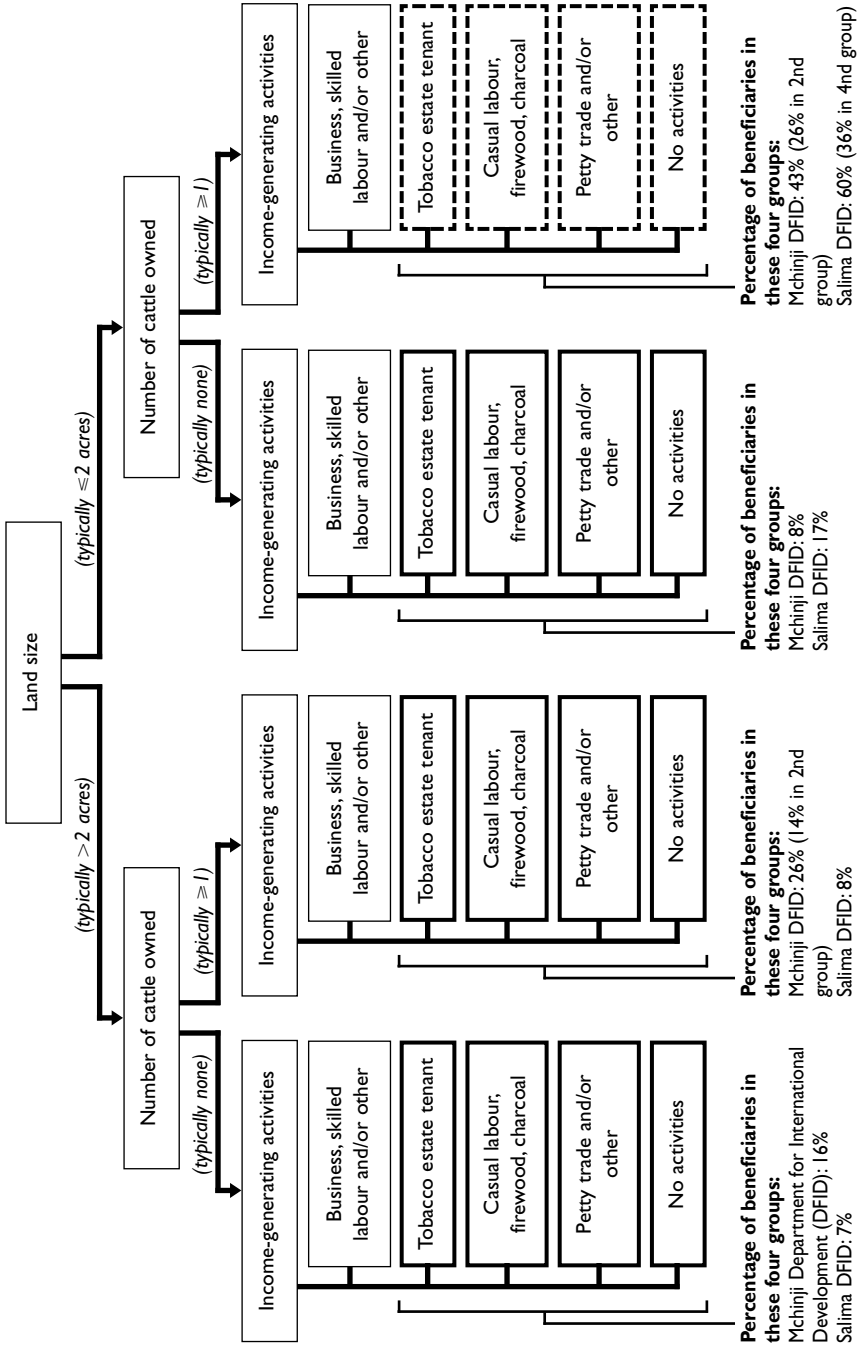 Land size
(typically > 2 acres)
(typically ⩽2 acres)
Number of cattle owned
Number of cattle owned
(typically none)
(typically ⩾ 1)
(typically none)
(typically ⩾ 1)
Income-generating activities
Business, skilled
labour and/or other
Tobacco estate tenant
Casual labour,
firewood, charcoal
Petty trade and/or
other
No activities
Percentage of beneficiaries in
these four groups:
Mchinji Department for International
Development (DFID): 16%
Salima DFID: 7%
Income-generating activities
Business, skilled
labour and/or other
Tobacco estate tenant
Casual labour,
firewood, charcoal
Petty trade and/or
other
No activities
Percentage of beneficiaries in
these four groups:
Mchinji DFID: 26% (14% in 2nd
group)
Salima DFID: 8%
Income-generating activities
Business, skilled
labour and/or other
Tobacco estate tenant
Casual labour,
firewood, charcoal
Petty trade and/or
other
No activities
Percentage of beneficiaries in
these four groups:
Mchinji DFID: 8%
Salima DFID: 17%
Income-generating activities
Business, skilled
labour and/or other
Tobacco estate tenant
Casual labour,
firewood, charcoal
Petty trade and/or
other
No activities
Percentage of beneficiaries in
these four groups:
Mchinji DFID: 43% (26% in 2nd
group)
Salima DFID: 60% (36% in 4nd group)